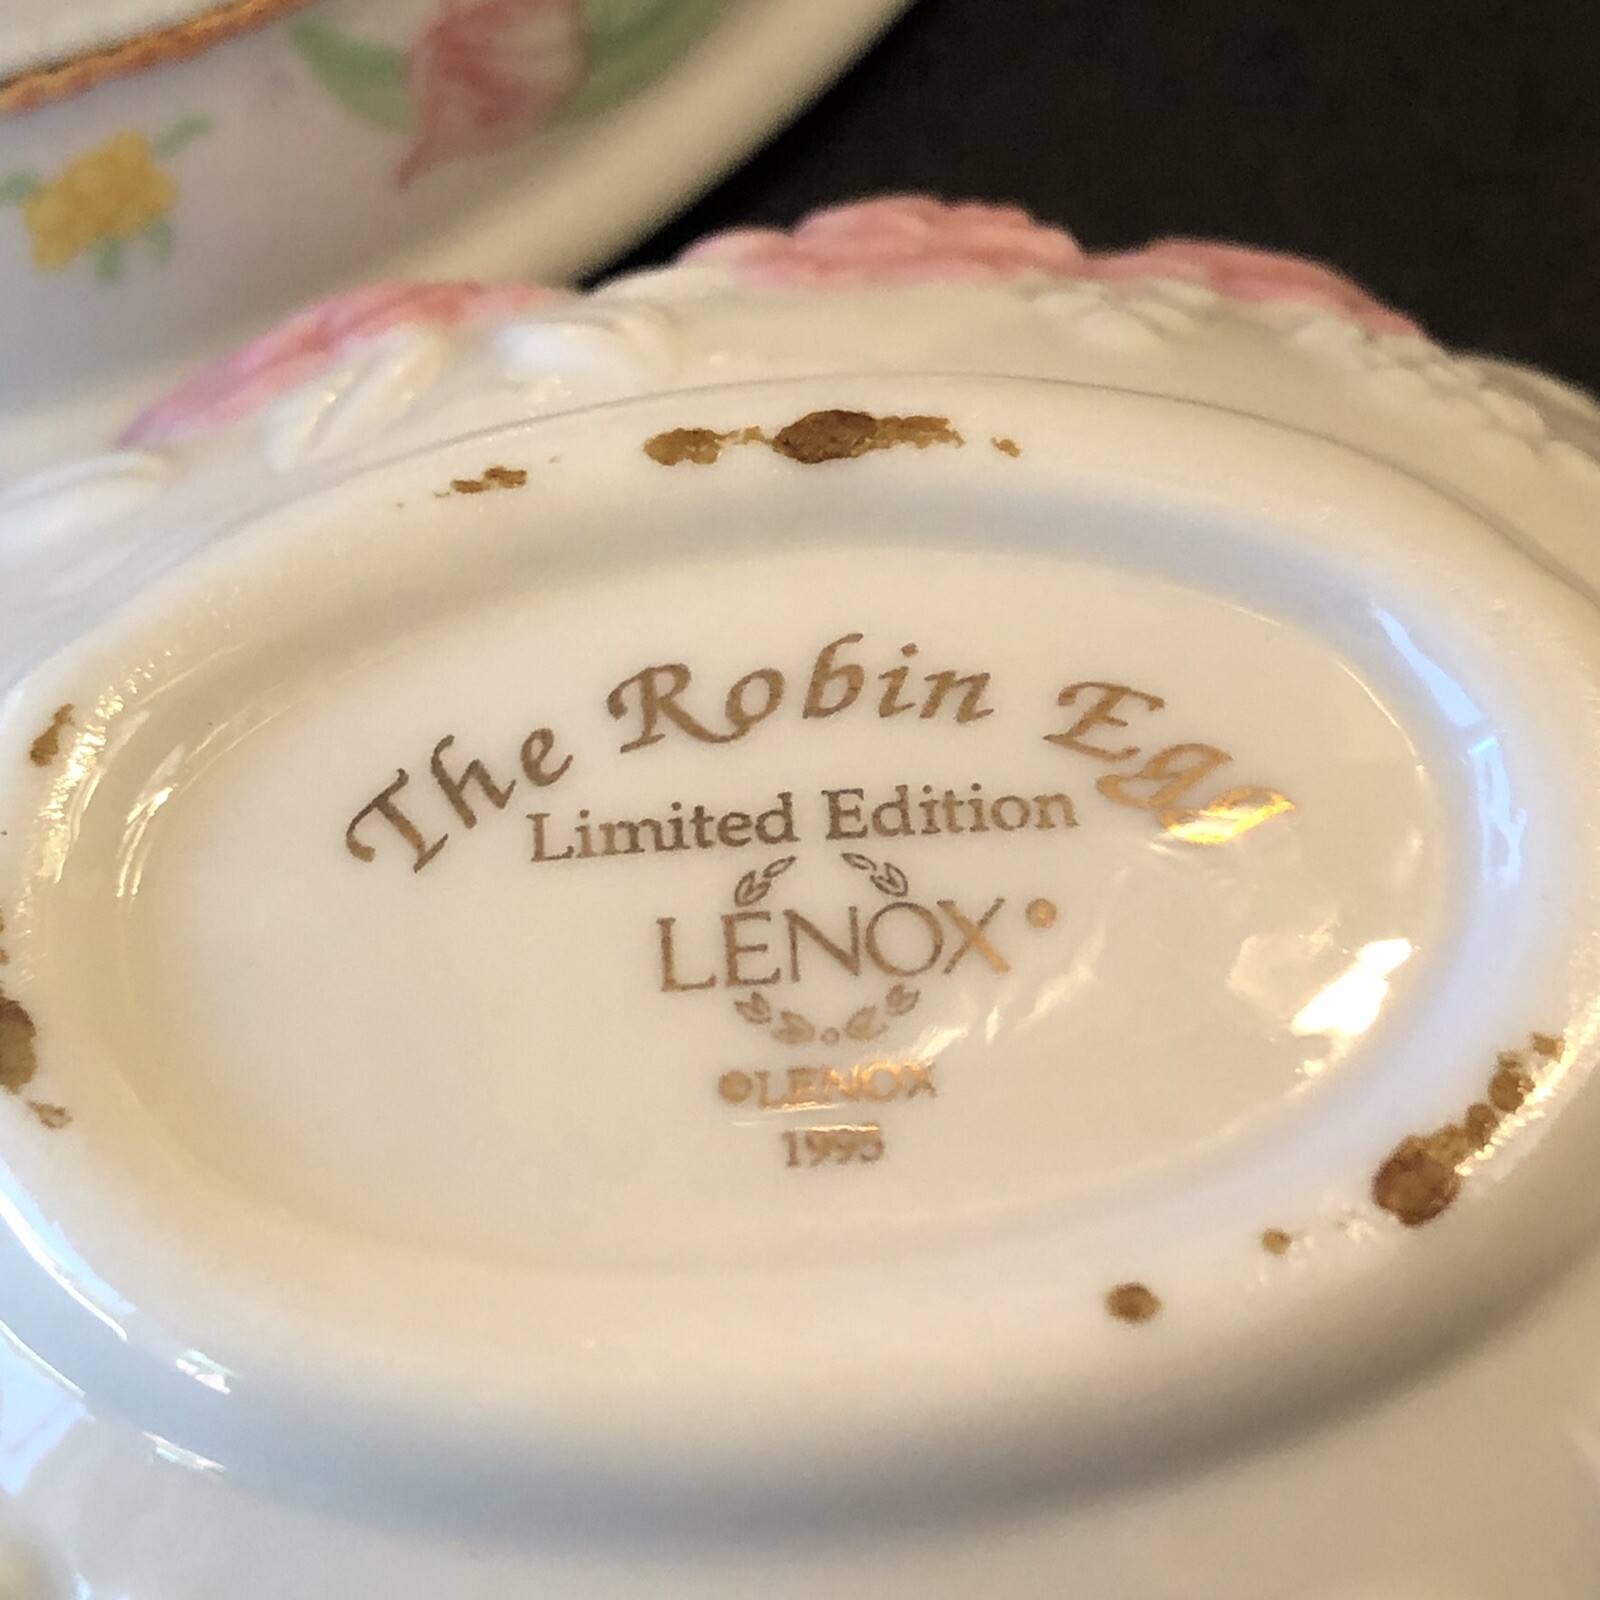 The Robin Egg
Limited Edition
LENOX®
©LENOX
1995